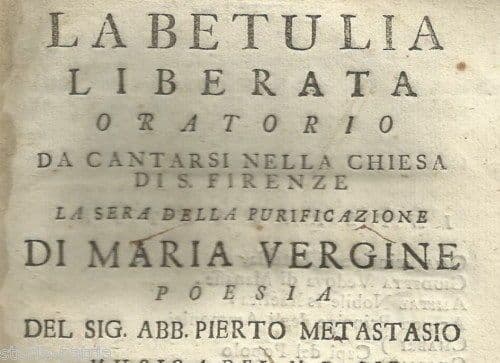 LA BETULIA
LIBERATA
ORATORIO
DA CANTARSI NELLA CHIESA
DI S. FIRENZE
LA SERA DELLA PURIFICAZIONE
DI MARIA VERGINE
POESIA
DEL SIG. ABB. PIERTO METASTASIO